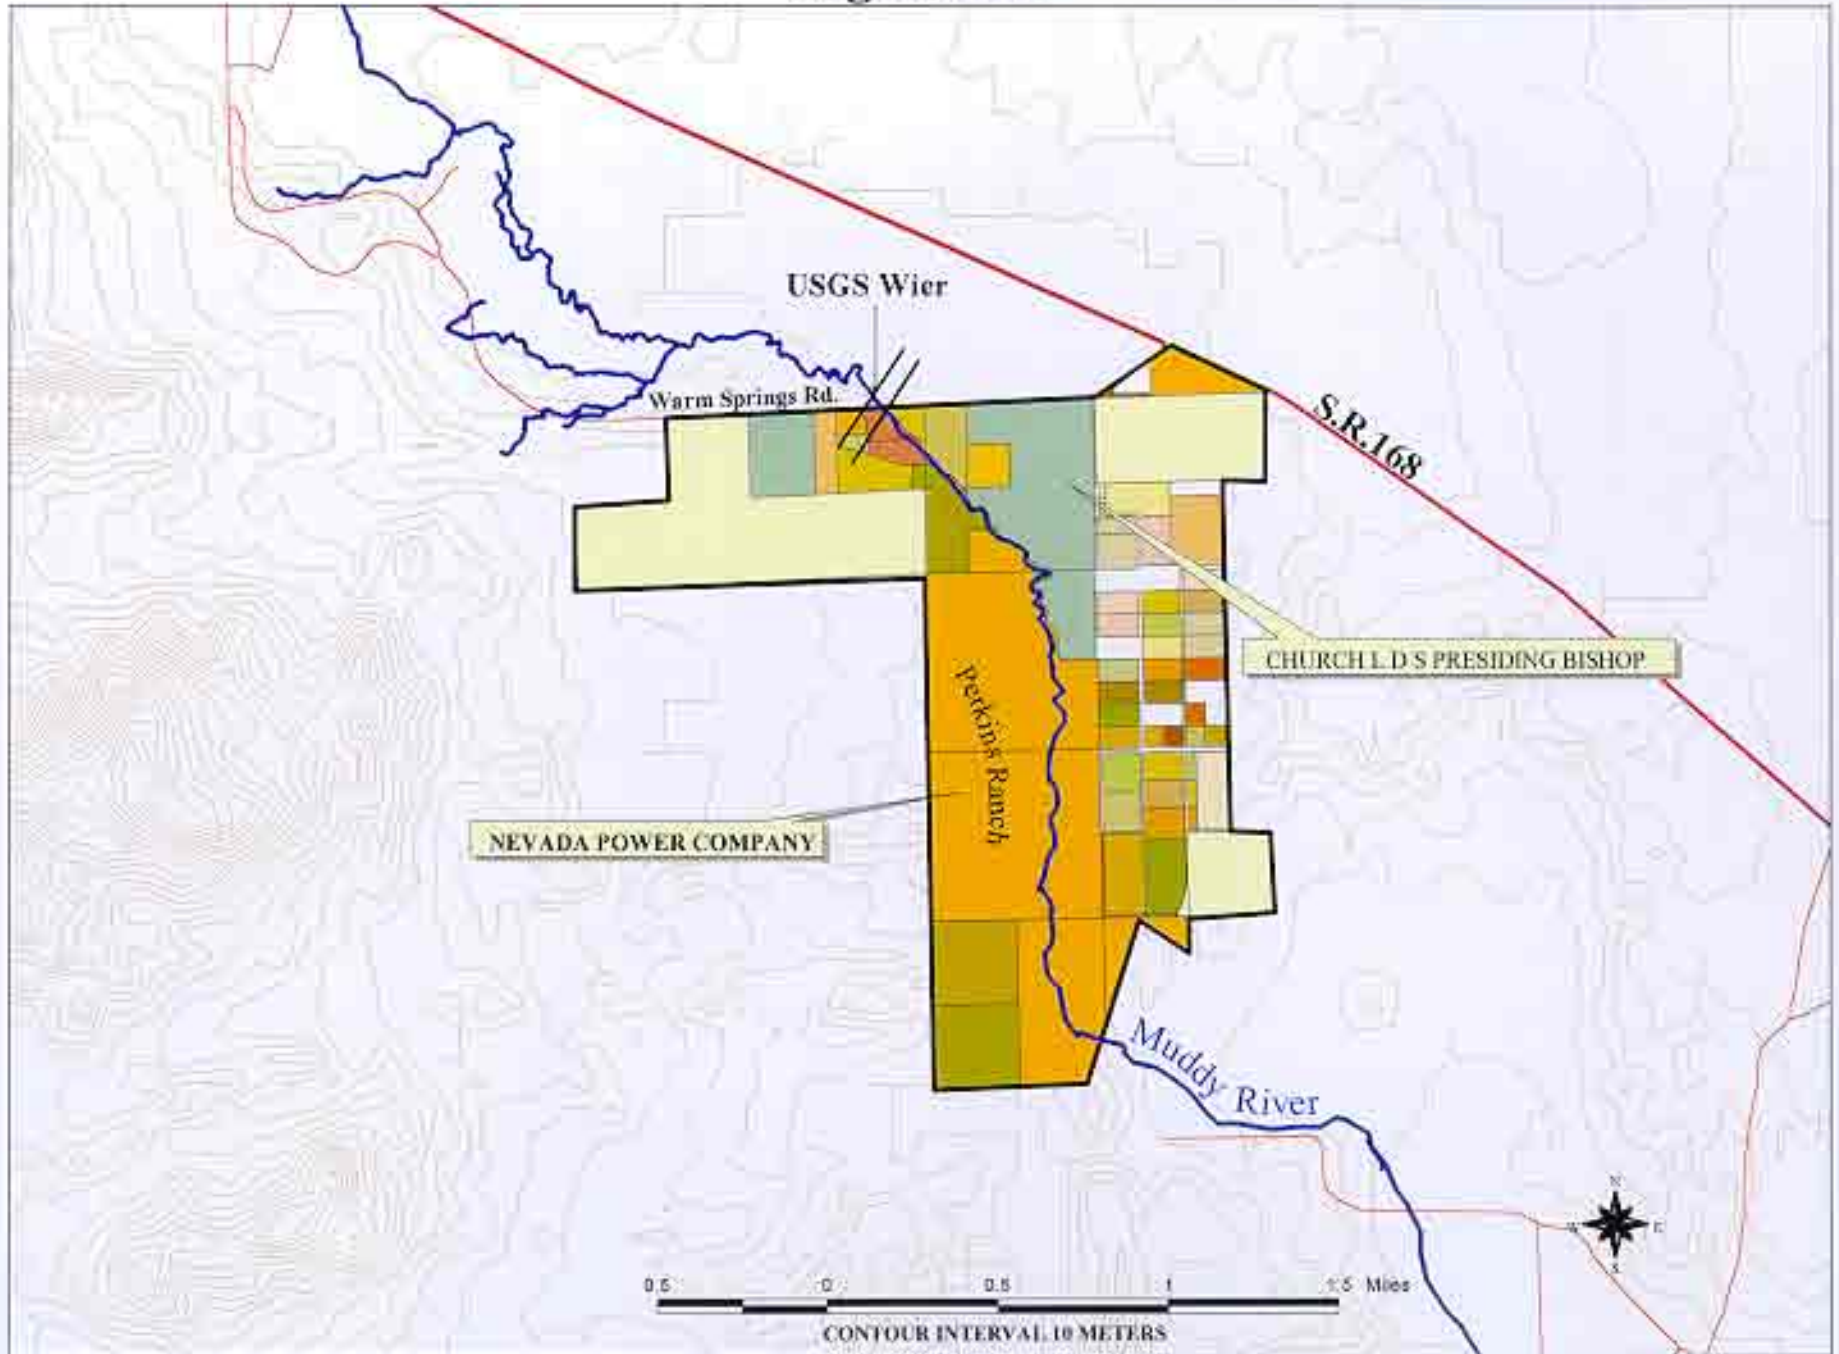 USGS Wier
Warm Springs Rd.
S.R.168
CHURCH L D S PRESIDING BISHOP
Perkins Ranch
NEVADA POWER COMPANY
Muddy River
N
W E
S
0.5 0 0.5 1 1.5 Miles
CONTOUR INTERVAL 10 METERS